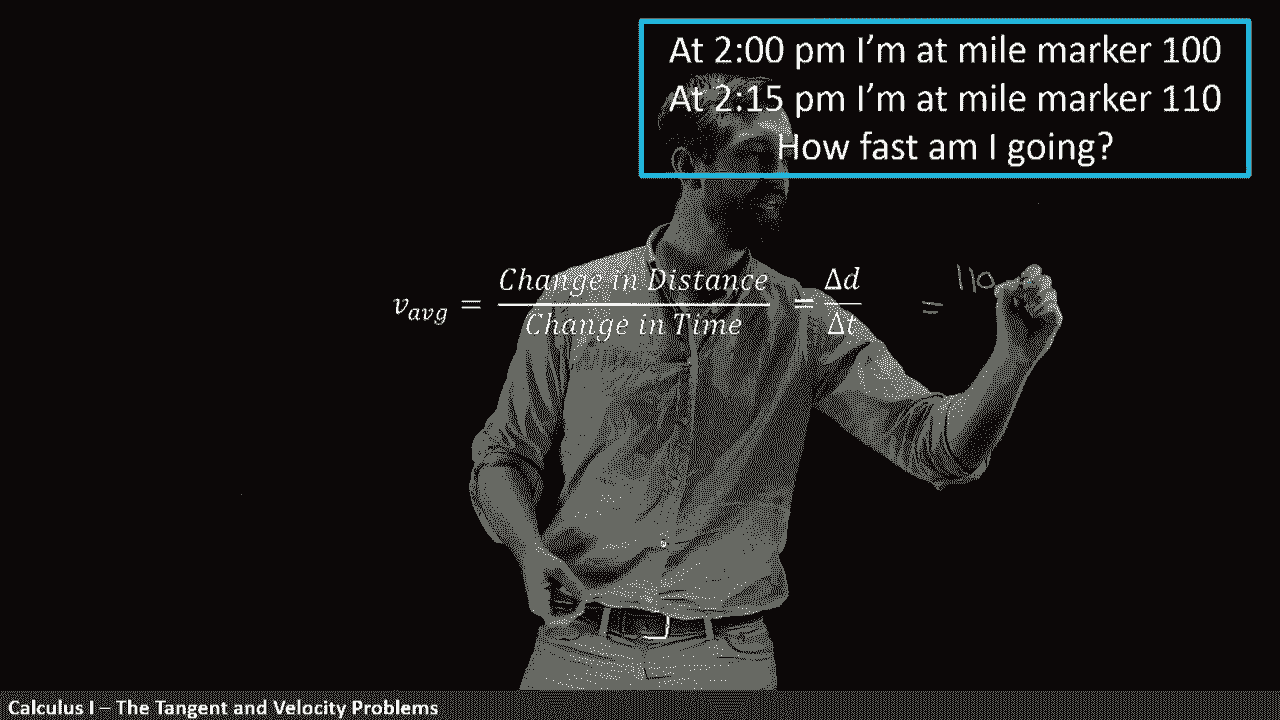 At 2:00 pm I’m at mile marker 100
At 2:15 pm I’m at mile marker 110
How fast am I going?
v_avg = Change in Distance / Change in Time = Δd / Δt = 110
Calculus I – The Tangent and Velocity Problems